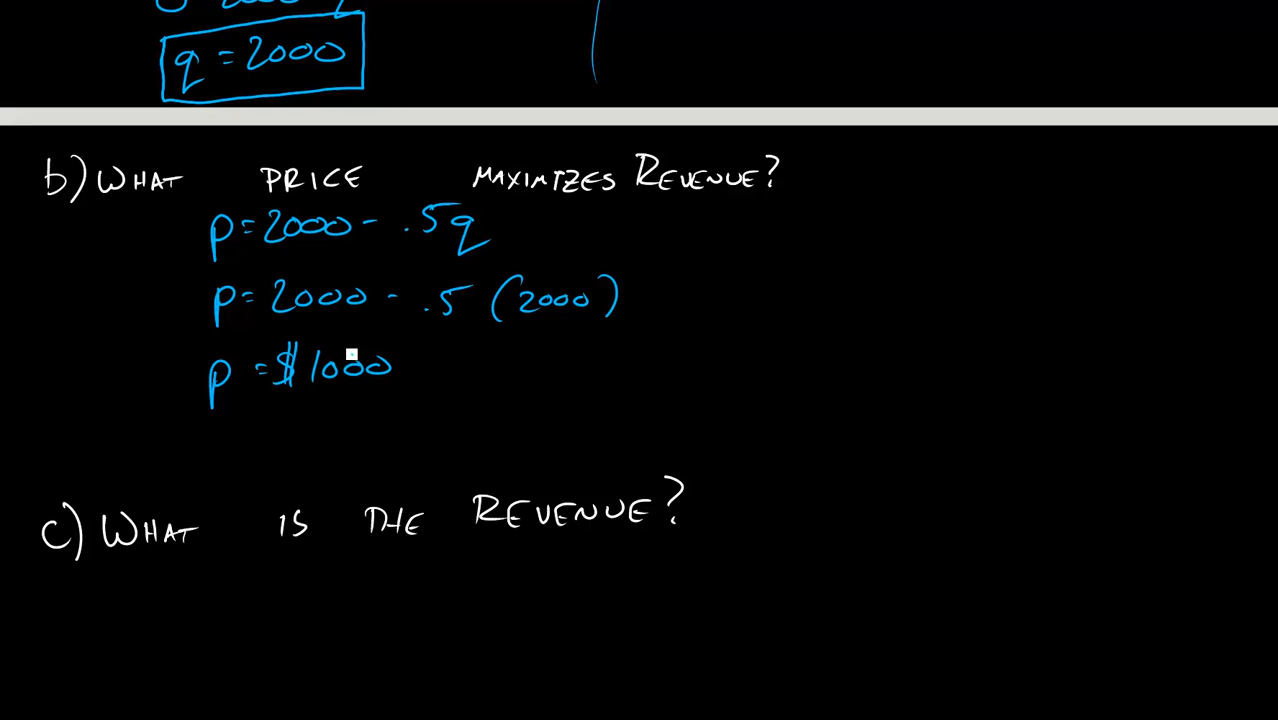 q = 2000
b) WHAT PRICE MAXIMIZES REVENUE?
p = 2000 - .5q
p = 2000 - .5 (2000)
p = $1000
c) WHAT IS THE REVENUE?